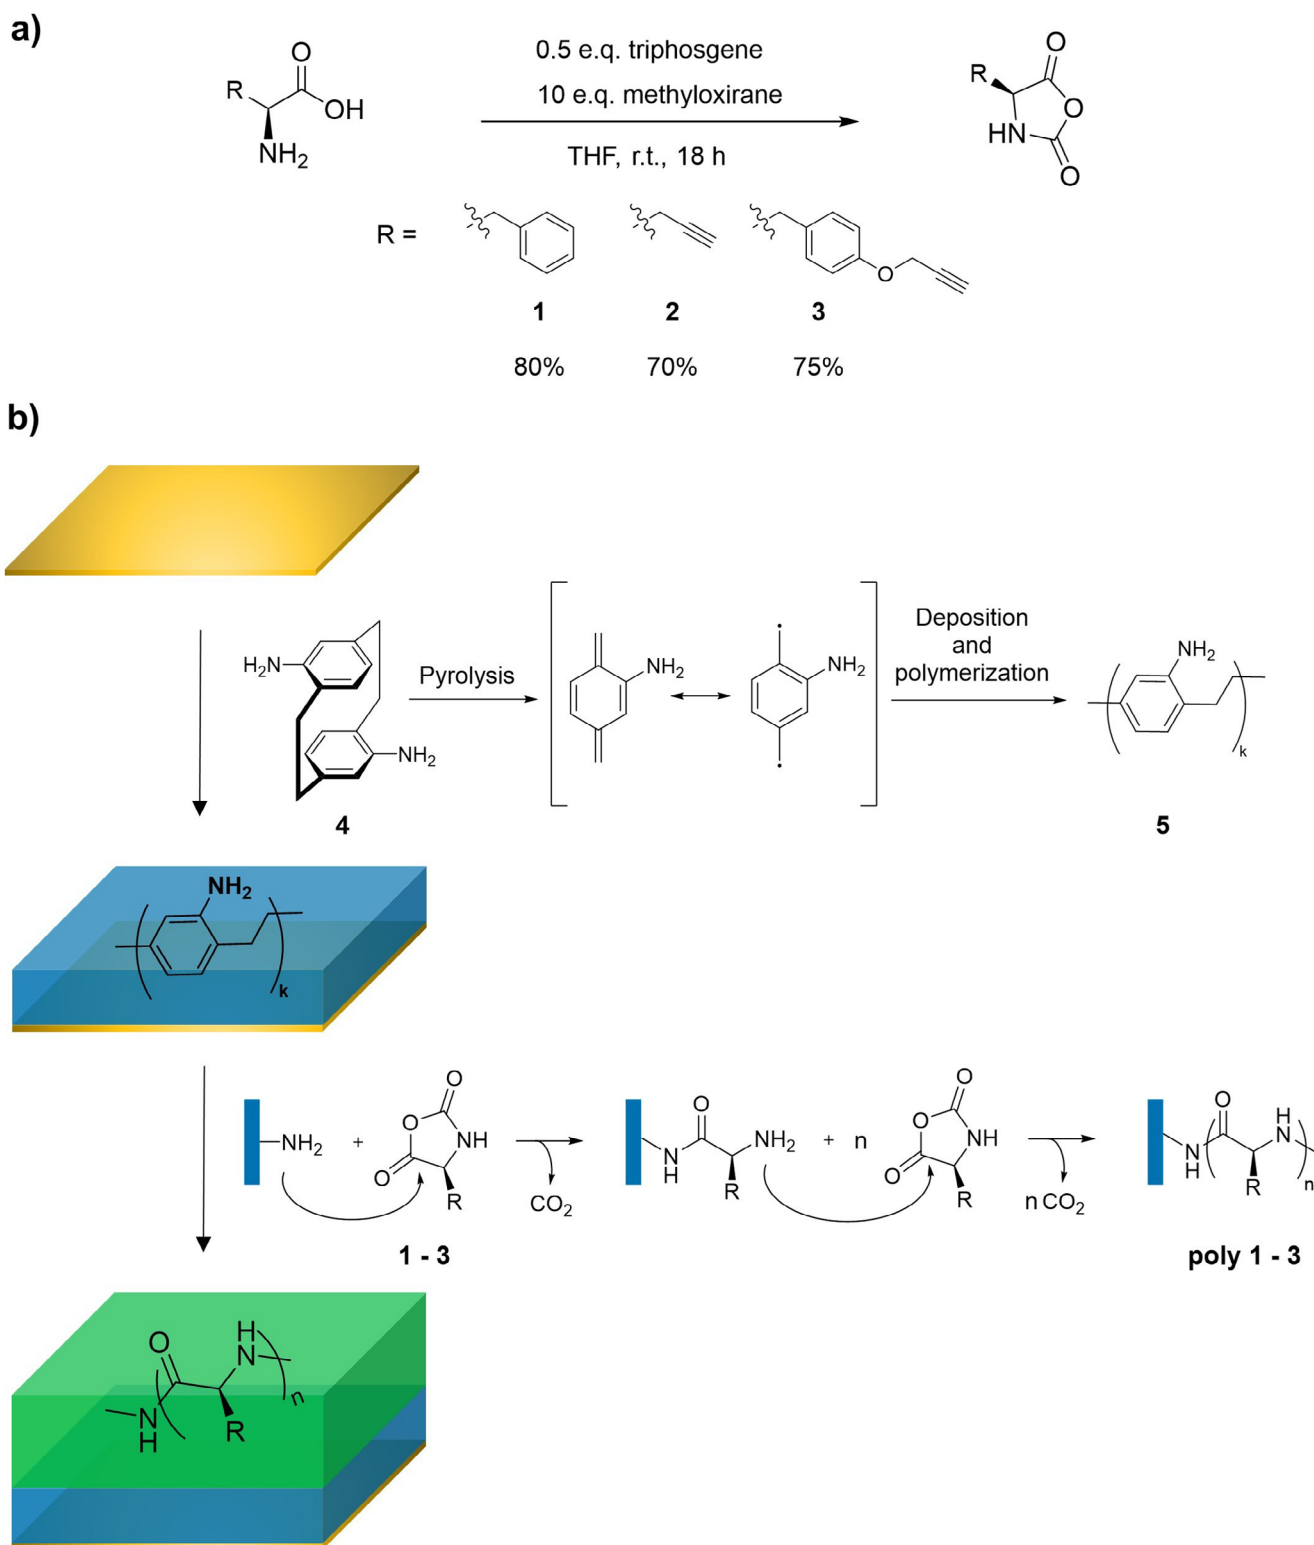 a)
0.5 e.q. triphosgene
10 e.q. methyloxirane
THF, r.t., 18 h
R
O
OH
NH2
R
O
O
HN
O
R =
O
1
2
3
80%
70%
75%
b)
H2N
NH2
4
Pyrolysis
NH2
NH2
Deposition
and
polymerization
NH2
k
5
NH2
k
NH2
+
O
O
NH
O
R
1 - 3
CO2
O
NH2
N
H
R
+ n
O
O
NH
O
R
n CO2
O
H
N
N
H
R
n
poly 1 - 3
O
H
N
N
H
R
n